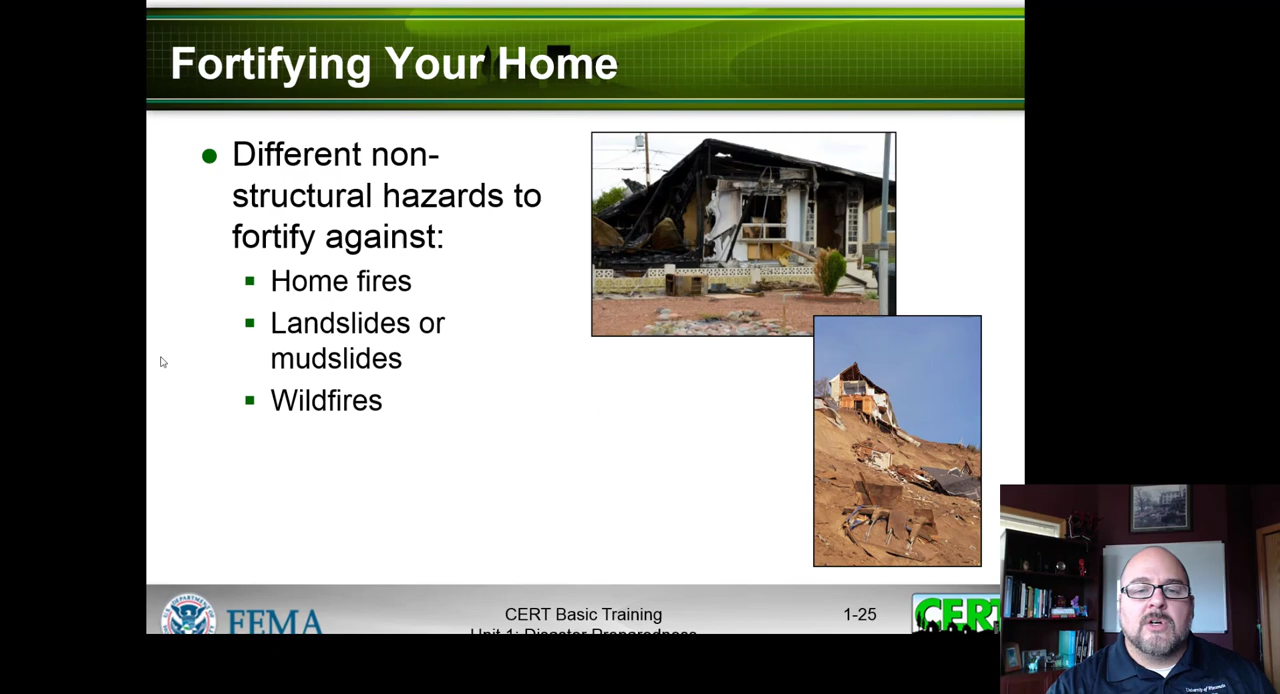 Fortifying Your Home
Different non-
structural hazards to
fortify against:
Home fires
Landslides or
mudslides
Wildfires
FEMA
CERT Basic Training
Unit 1: Disaster Preparedness
1-25
CERT